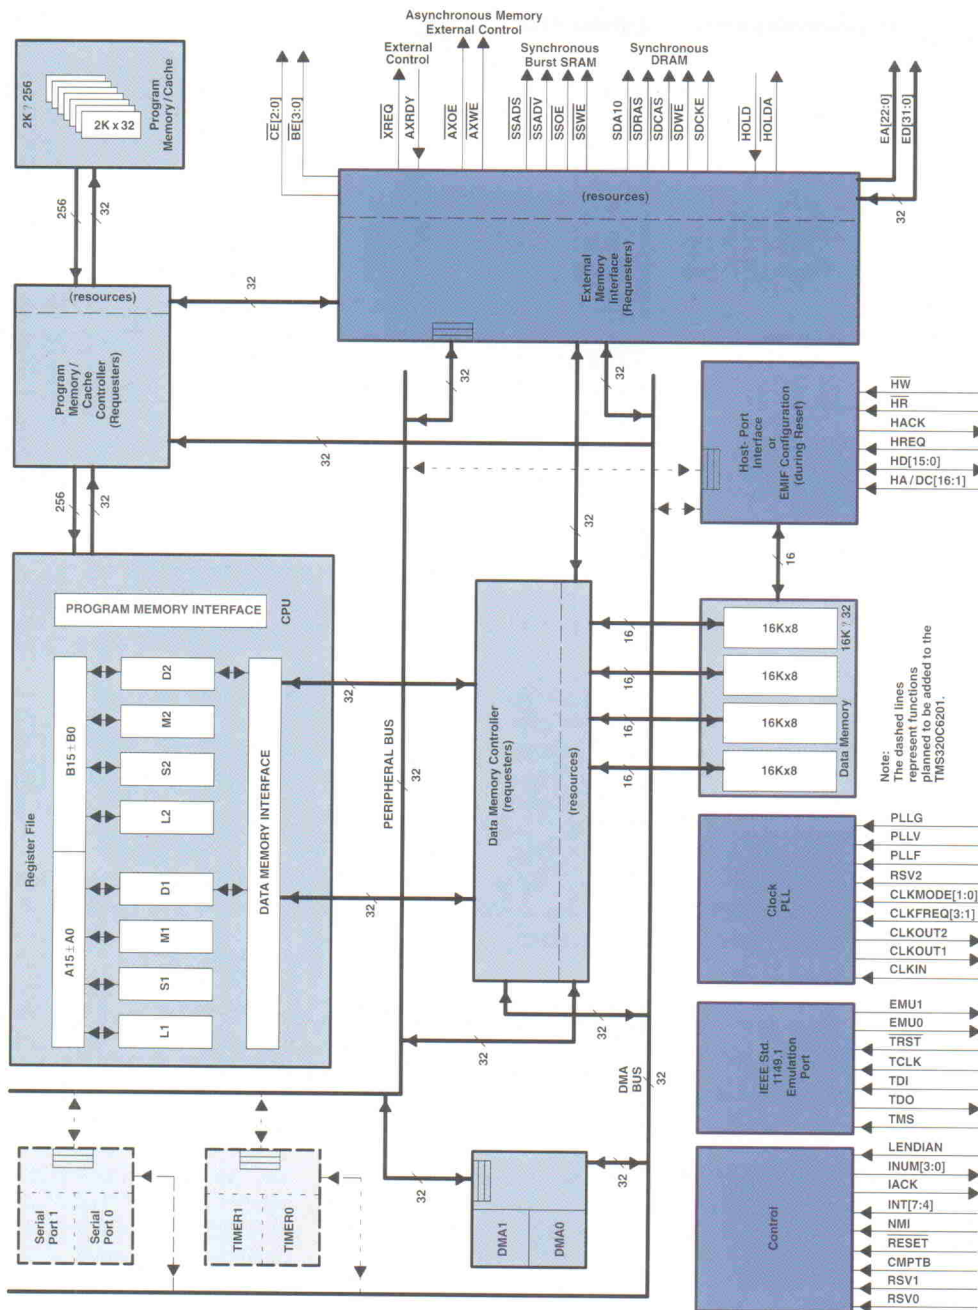 Asynchronous Memory
External Control
External
Control
Synchronous
Burst SRAM
Synchronous
DRAM
2K ? 256
2K x 32
Program
Memory/Cache
CE[2:0]
BE[3:0]
XREQ
AXRDY
AXOE
AXWE
SSADS
SSADV
SSOE
SSWE
SDA10
SDRAS
SDCAS
SDWE
SDCKE
HOLD
HOLDA
EA[22:0]
ED[31:0]
256
32
(resources)
32
(resources)
Program
Memory/
Cache
Controller
(Requesters)
32
External
Memory
Interface
(Requesters)
32
32
32
256
32
32
Host- Port
Interface
or
EMIF Configuration
(during Reset)
HW
HR
HACK
HREQ
HD[15:0]
HA/DC[16:1]
16
PROGRAM MEMORY INTERFACE
CPU
Register File
B15 ± B0
A15 ± A0
D2
M2
S2
L2
D1
M1
S1
L1
DATA MEMORY INTERFACE
32
32
PERIPHERAL BUS
32
Data Memory Controller
(requesters)
(resources)
16
16
16
16
16Kx8
16Kx8
16Kx8
16Kx8
16K ? 32
Data Memory
Note:
The dashed lines
represent functions
planned to be added to the
TMS320C6201.
Clock
PLL
PLLG
PLLV
PLLF
RSV2
CLKMODE[1:0]
CLKFREQ[3:1]
CLKOUT2
CLKOUT1
CLKIN
32
32
DMA
BUS
32
IEEE Std.
1149.1
Emulation
Port
EMU1
EMU0
TRST
TCLK
TDI
TDO
TMS
Serial
Port 1
Serial
Port 0
TIMER1
TIMER0
32
DMA1
DMA0
32
Control
LENDIAN
INUM[3:0]
IACK
INT[7:4]
NMI
RESET
CMPTB
RSV1
RSV0